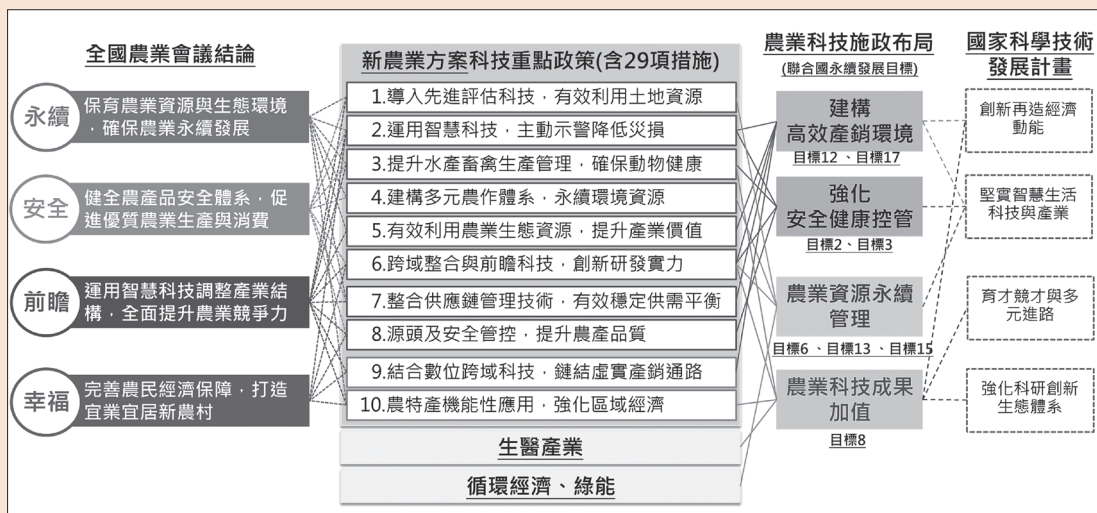 全國農業會議結論
永續
保育農業資源與生態環境
，確保農業永續發展
安全
健全農產品安全體系，促
進優質農業生產與消費
前瞻
運用智慧科技調整產業結
構，全面提升農業競爭力
幸福
完善農民經濟保障，打造
宜業宜居新農村
新農業方案科技重點政策(含29項措施)
1.導入先進評估科技，有效利用土地資源
2.運用智慧科技，主動示警降低災損
3.提升水產畜禽生產管理，確保動物健康
4.建構多元農作體系，永續環境資源
5.有效利用農業生態資源，提升產業價值
6.跨域整合與前瞻科技，創新研發實力
7.整合供應鏈管理技術，有效穩定供需平衡
8.源頭及安全管控，提升農產品質
9.結合數位跨域科技，鏈結虛實產銷通路
10.農特產機能性應用，強化區域經濟
生醫產業
循環經濟、綠能
農業科技施政布局
(聯合國永續發展目標)
建構
高效產銷環境
目標12、目標17
強化
安全健康控管
目標2、目標3
農業資源永續
管理
目標6、目標13、目標15
農業科技成果
加值
目標8
國家科學技術
發展計畫
創新再造經濟
動能
堅實智慧生活
科技與產業
育才競才與多
元進路
強化科研創新
生態體系